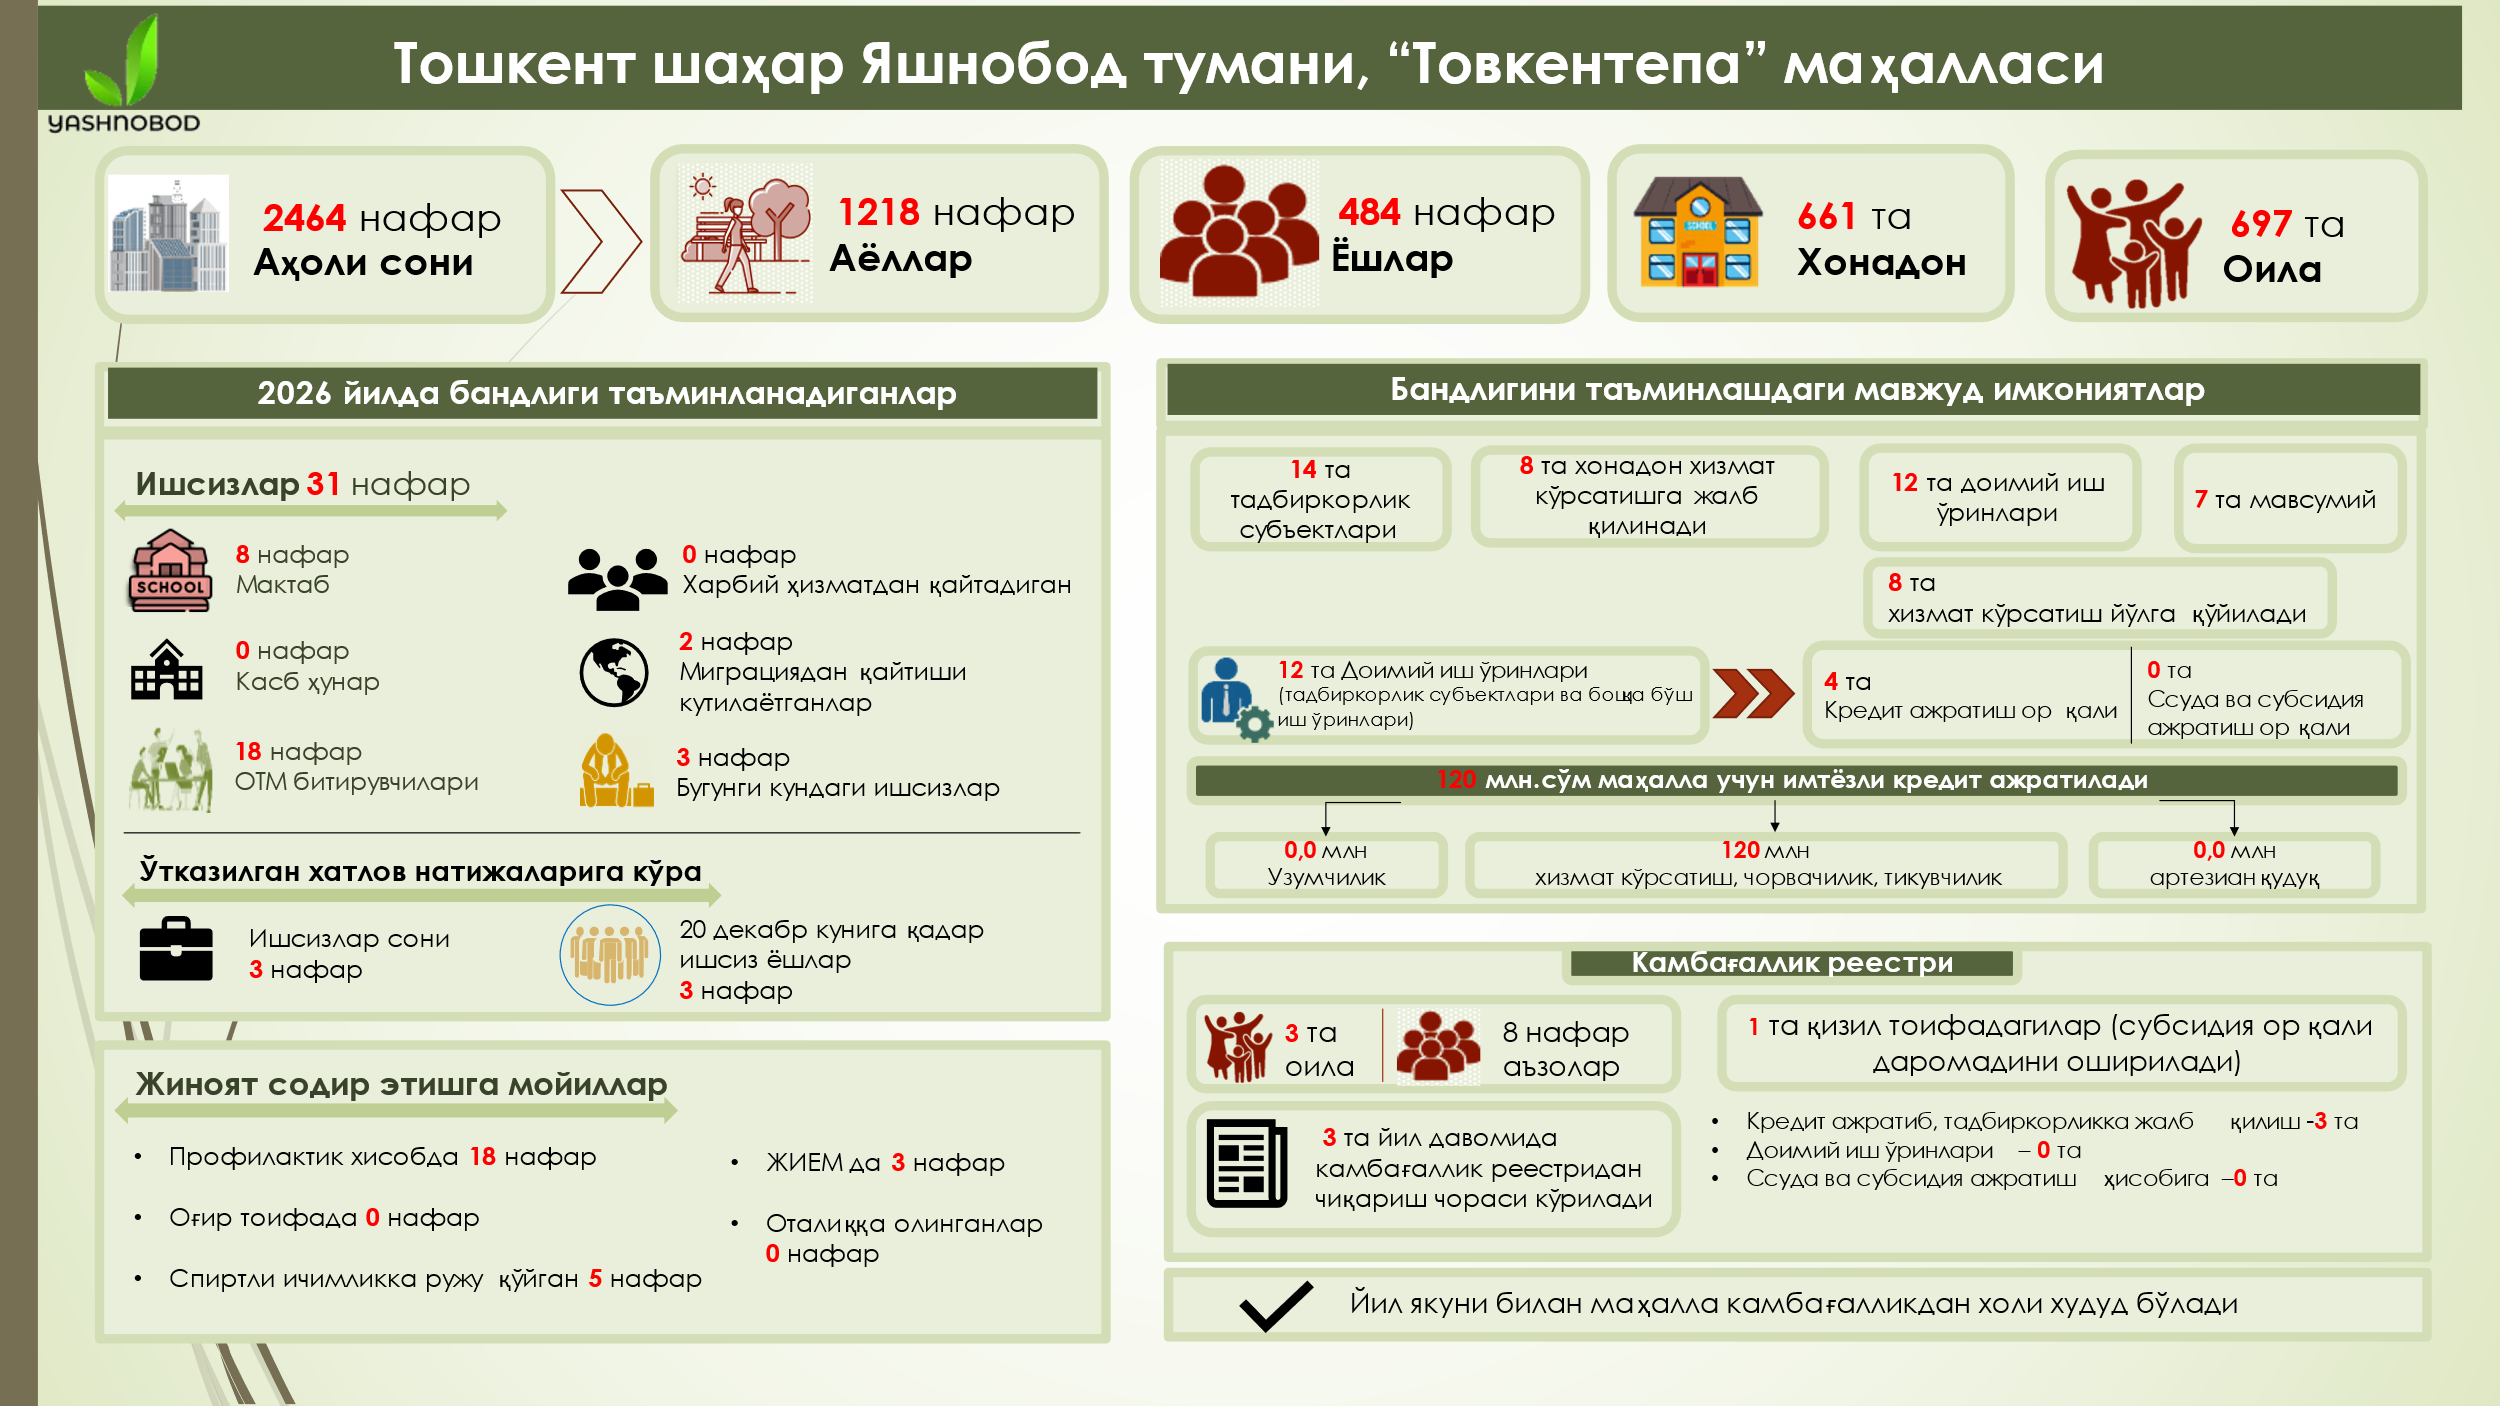 Тошкент шаҳар Яшнобод тумани, “Товкентепа” маҳалласи
YASHNOBOD
2464 нафар
Аҳоли сони
1218 нафар
Аёллар
484 нафар
Ёшлар
SCHOOL
661 та
Хонадон
697 та
Оила
2026 йилда бандлиги таъминланадиганлар
Ишсизлар 31 нафар
SCHOOL
8 нафар
Мактаб
0 нафар
Касб ҳунар
18 нафар
ОТМ битирувчилари
0 нафар
Харбий ҳизматдан қайтадиган
2 нафар
Миграциядан қайтиши
кутилаётганлар
3 нафар
Бугунги кундаги ишсизлар
Ўтказилган хатлов натижаларига кўра
Ишсизлар сони
3 нафар
20 декабр кунига қадар
ишсиз ёшлар
3 нафар
Жиноят содир этишга мойиллар
• Профилактик хисобда 18 нафар
• Оғир тоифада 0 нафар
• Спиртли ичимликка ружу қўйган 5 нафар
• ЖИЕМ да 3 нафар
• Оталиққа олинганлар
0 нафар
Бандлигини таъминлашдаги мавжуд имкониятлар
14 та
тадбиркорлик
субъектлари
8 та хонадон хизмат
кўрсатишга жалб
қилинади
12 та доимий иш
ўринлари
7 та мавсумий
8 та
хизмат кўрсатиш йўлга қўйилади
12 та Доимий иш ўринлари
(тадбиркорлик субъектлари ва бошқа бўш
иш ўринлари)
4 та
Кредит ажратиш ор қали
0 та
Ссуда ва субсидия
ажратиш ор қали
120 млн.сўм маҳалла учун имтёзли кредит ажратилади
0,0 млн
Узумчилик
120 млн
хизмат кўрсатиш, чорвачилик, тикувчилик
0,0 млн
артезиан қудуқ
Камбағаллик реестри
3 та
оила
8 нафар
аъзолар
1 та қизил тоифадагилар (субсидия ор қали
даромадини оширилади)
3 та йил давомида
камбағаллик реестридан
чиқариш чораси кўрилади
• Кредит ажратиб, тадбиркорликка жалб қилиш -3 та
• Доимий иш ўринлари – 0 та
• Ссуда ва субсидия ажратиш ҳисобига –0 та
Йил якуни билан маҳалла камбағалликдан холи худуд бўлади